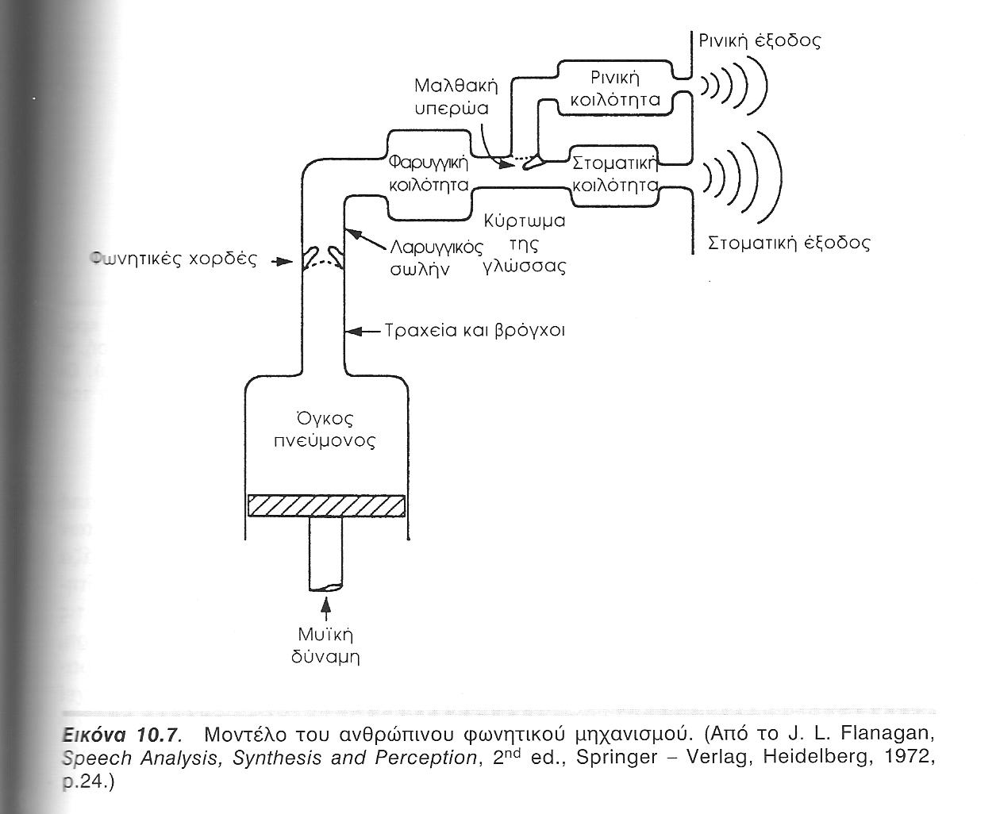 Ρινική έξοδος
Μαλθακή
υπερώα
Ρινική
κοιλότητα
Φαρυγγική
κοιλότητα
Στοματική
κοιλότητα
Στοματική έξοδος
Κύρτωμα
της
γλώσσας
Φωνητικές χορδές
Λαρυγγικός
σωλήν
Τραχεία και βρόγχοι
Όγκος
πνεύμονος
Μυϊκή
δύναμη
Εικόνα 10.7. Μοντέλο του ανθρώπινου φωνητικού μηχανισμού. (Από το J. L. Flanagan,
Speech Analysis, Synthesis and Perception, 2nd ed., Springer – Verlag, Heidelberg, 1972,
p.24.)